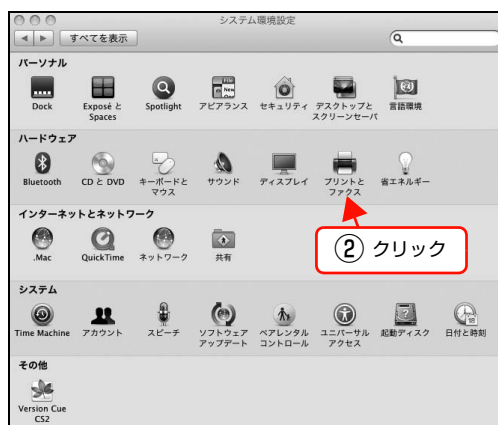 システム環境設定
すべてを表示
パーソナル
Dock
Exposé と
Spaces
Spotlight
アピアランス
セキュリティ
デスクトップと
スクリーンセーバ
言語環境
ハードウェア
Bluetooth
CD と DVD
キーボードと
マウス
サウンド
ディスプレイ
プリントと
ファクス
省エネルギー
インターネットとネットワーク
.Mac
QuickTime
ネットワーク
共有
② クリック
システム
Time Machine
アカウント
スピーチ
ソフトウェア
アップデート
ペアレンタル
コントロール
ユニバーサル
アクセス
起動ディスク
日付と時刻
その他
Version Cue
CS2